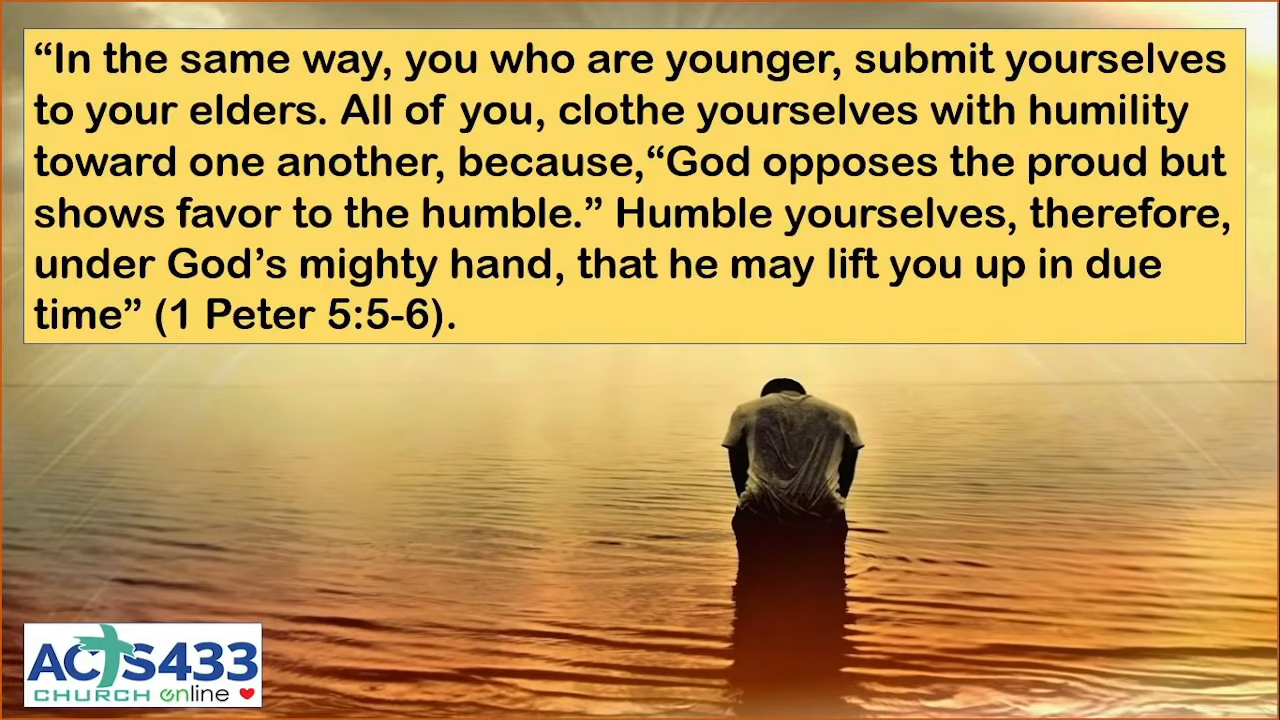 “In the same way, you who are younger, submit yourselves
to your elders. All of you, clothe yourselves with humility
toward one another, because,“God opposes the proud but
shows favor to the humble.” Humble yourselves, therefore,
under God’s mighty hand, that he may lift you up in due
time” (1 Peter 5:5-6).
ACTS433
CHURCH online